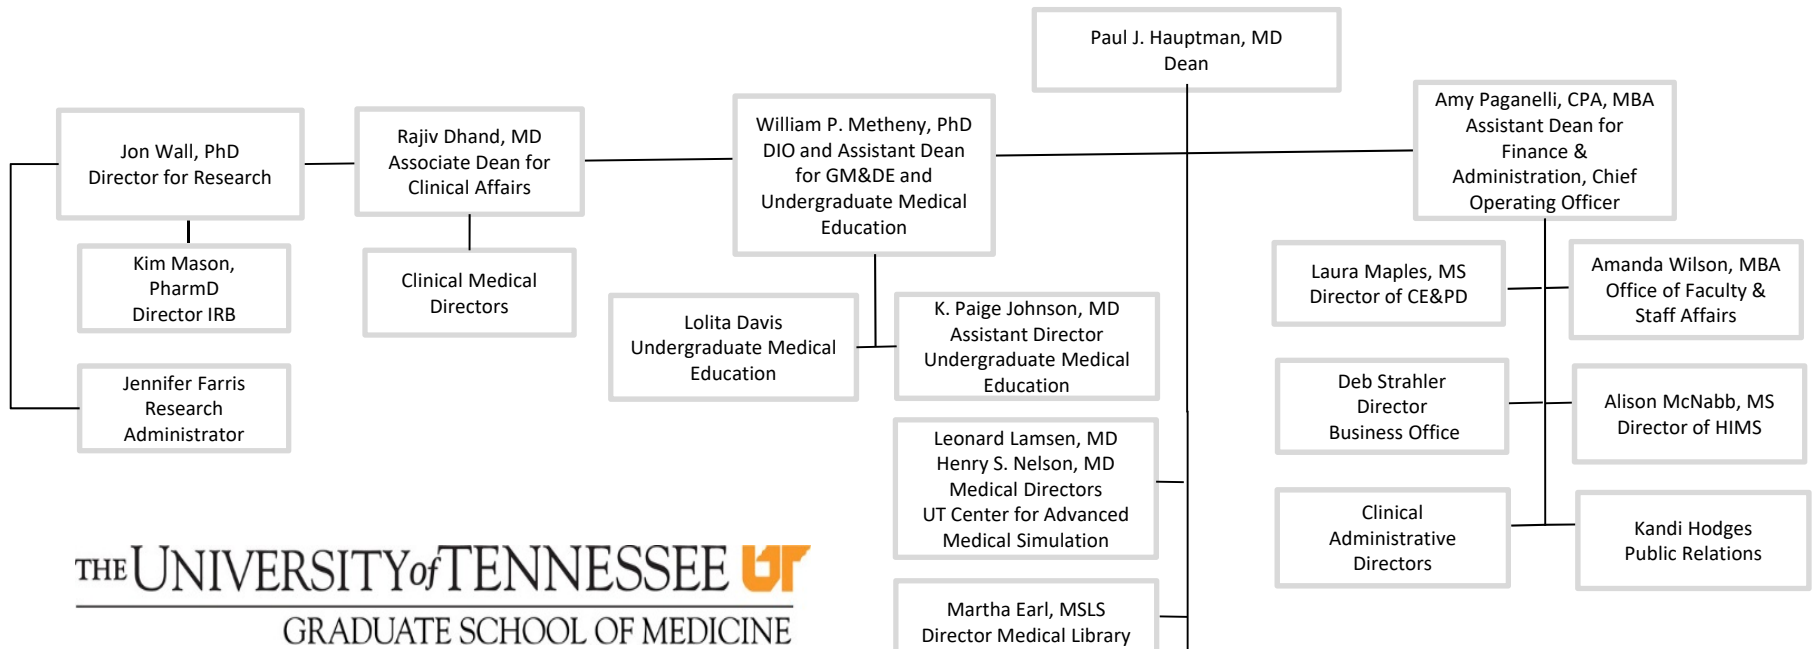 Paul J. Hauptman, MD
Dean
Jon Wall, PhD
Director for Research
Rajiv Dhand, MD
Associate Dean for
Clinical Affairs
William P. Metheny, PhD
DIO and Assistant Dean
for GM&DE and
Undergraduate Medical
Education
Amy Paganelli, CPA, MBA
Assistant Dean for
Finance &
Administration, Chief
Operating Officer
Kim Mason,
PharmD
Director IRB
Clinical Medical
Directors
Lolita Davis
Undergraduate Medical
Education
K. Paige Johnson, MD
Assistant Director
Undergraduate Medical
Education
Laura Maples, MS
Director of CE&PD
Amanda Wilson, MBA
Office of Faculty &
Staff Affairs
Jennifer Farris
Research
Administrator
Deb Strahler
Director
Business Office
Alison McNabb, MS
Director of HIMS
Leonard Lamsen, MD
Henry S. Nelson, MD
Medical Directors
UT Center for Advanced
Medical Simulation
Clinical
Administrative
Directors
Kandi Hodges
Public Relations
Martha Earl, MSLS
Director Medical Library
THE UNIVERSITY of TENNESSEE UT
GRADUATE SCHOOL OF MEDICINE